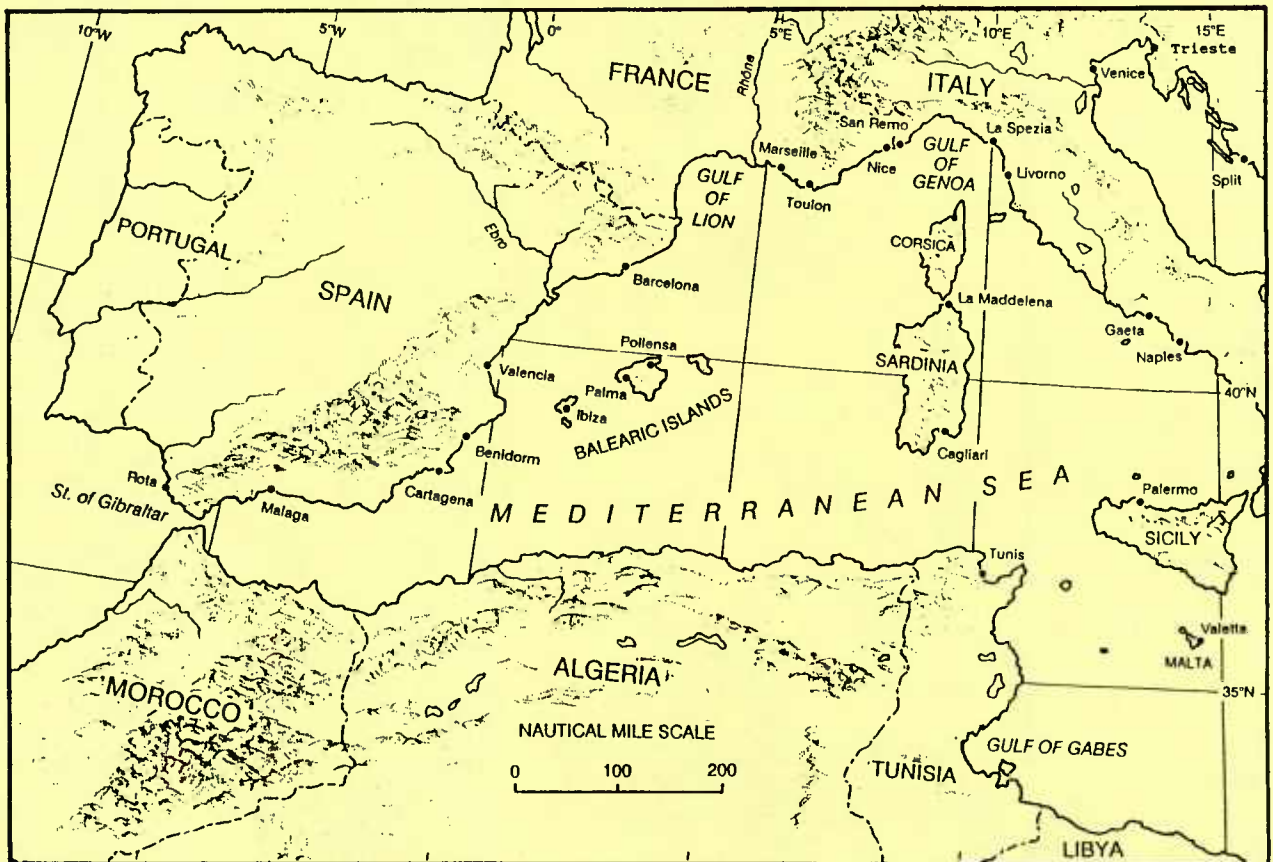 10°W
5°W
0°
5°E
10°E
15°E
Trieste
Venice
FRANCE
Rhône
ITALY
San Remo
La Spezia
Marseille
Nice
GULF
OF
GENOA
Livorno
Split
Toulon
GULF
OF
LION
PORTUGAL
Ebro
CORSICA
SPAIN
Barcelona
La Maddelena
Gaeta
Naples
Pollensa
Valencia
SARDINIA
Palma
Ibiza
40°N
BALEARIC ISLANDS
Benidorm
Cagliari
Rota
Cartagena
St. of Gibraltar
Malaga
MEDITERRANEAN SEA
Palermo
SICILY
Tunis
Valetta
MALTA
MOROCCO
ALGERIA
35°N
NAUTICAL MILE SCALE
0 100 200
GULF OF GABES
TUNISIA
LIBYA